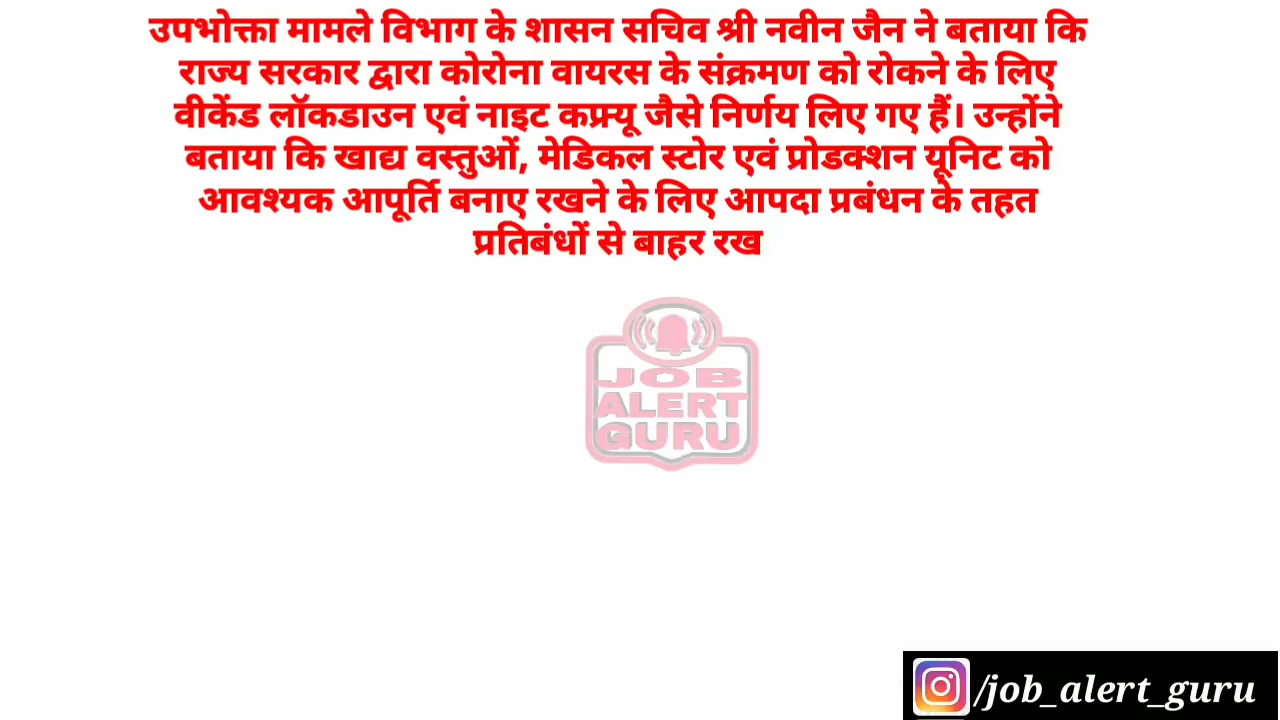 उपभोक्ता मामले विभाग के शासन सचिव श्री नवीन जैन ने बताया कि
राज्य सरकार द्वारा कोरोना वायरस के संक्रमण को रोकने के लिए
वीकेंड लॉकडाउन एवं नाइट कफ्र्यू जैसे निर्णय लिए गए हैं। उन्होंने
बताया कि खाद्य वस्तुओं, मेडिकल स्टोर एवं प्रोडक्शन यूनिट को
आवश्यक आपूर्ति बनाए रखने के लिए आपदा प्रबंधन के तहत
प्रतिबंधों से बाहर रख
JOB
ALERT
GURU
/job_alert_guru